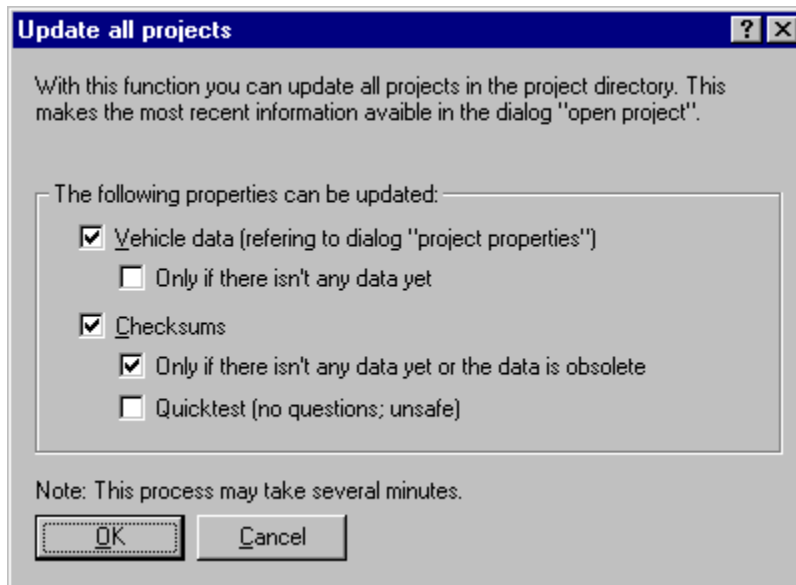 Update all projects
With this function you can update all projects in the project directory. This
makes the most recent information avaible in the dialog "open project".
The following properties can be updated:
Vehicle data (refering to dialog "project properties")
Only if there isn't any data yet
Checksums
Only if there isn't any data yet or the data is obsolete
Quicktest (no questions; unsafe)
Note: This process may take several minutes.
OK Cancel